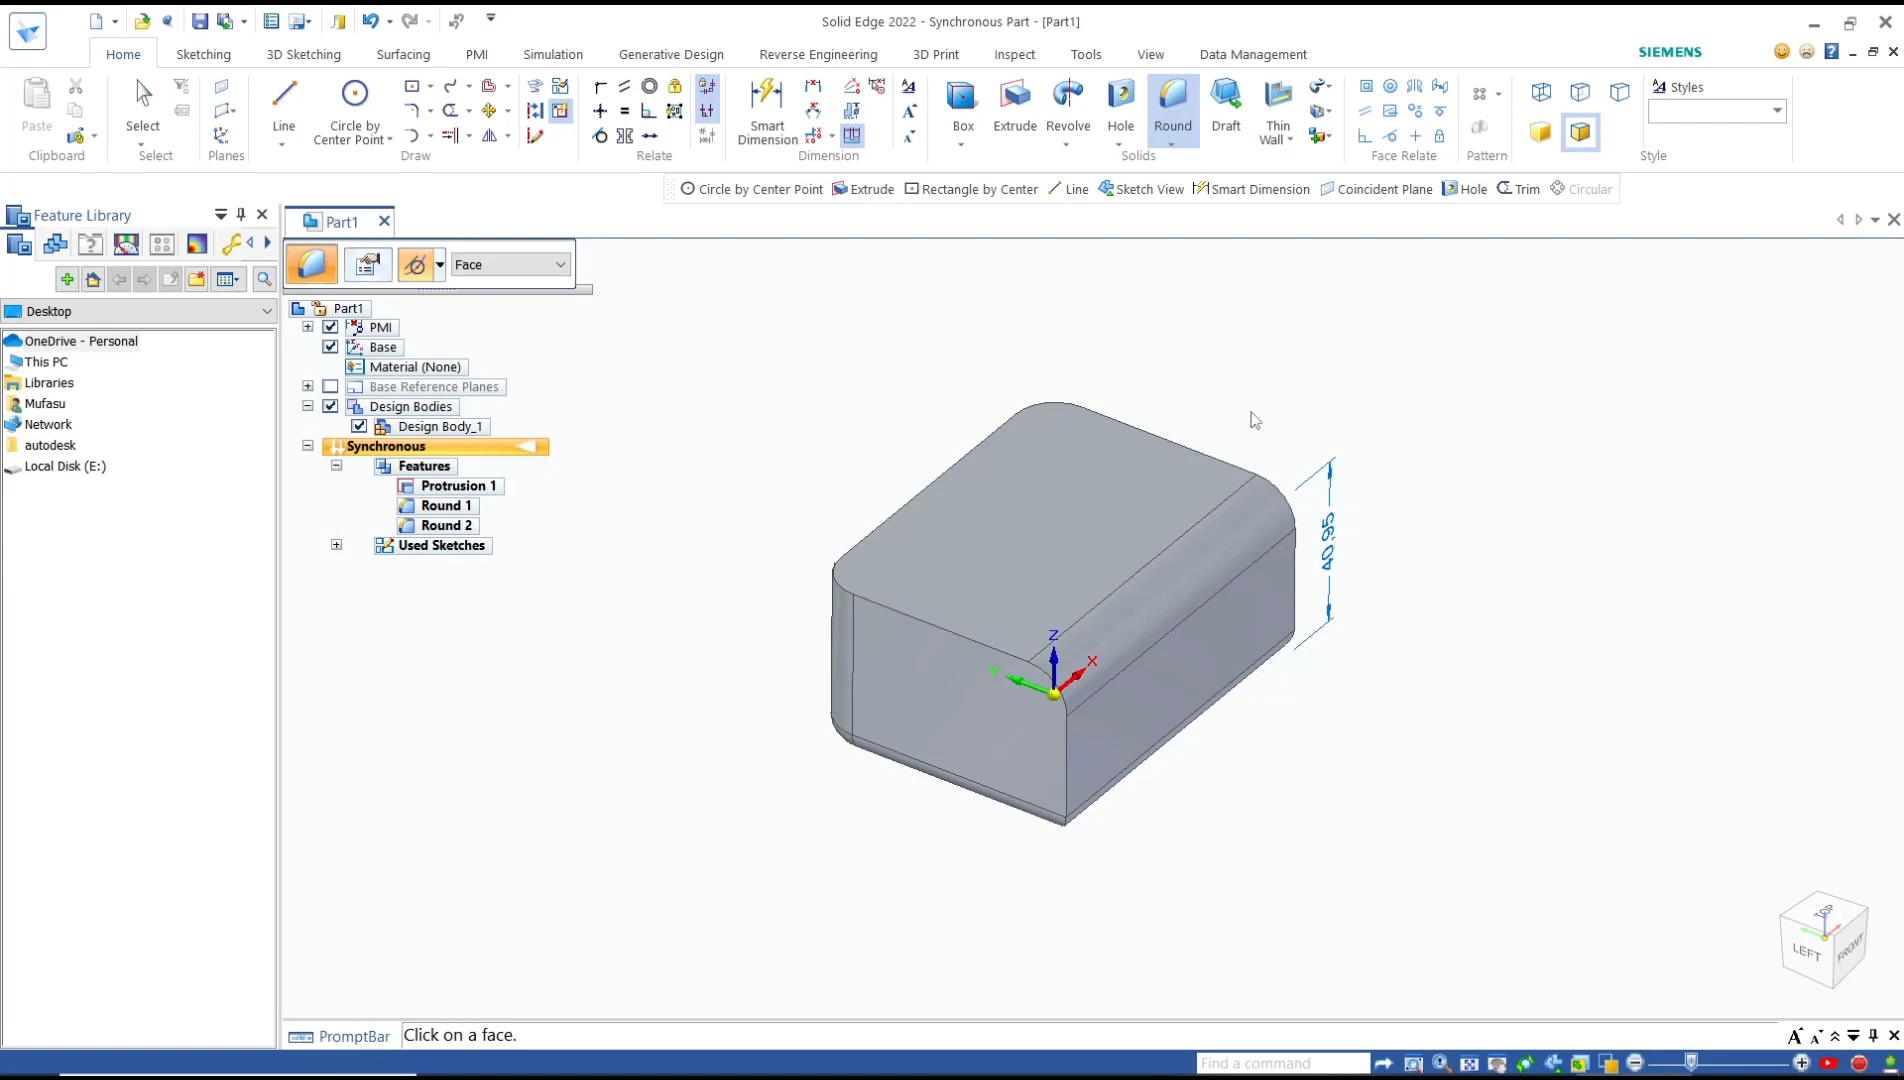 Solid Edge 2022 - Synchronous Part - [Part1]
Home Sketching 3D Sketching Surfacing PMI Simulation Generative Design Reverse Engineering 3D Print Inspect Tools View Data Management SIEMENS
Paste
Clipboard
Select
Select
Planes
Line
Circle by
Center Point
Draw
Relate
Smart
Dimension
Dimension
Box
Extrude
Revolve
Hole
Round
Draft
Thin
Wall
Solids
Face Relate
Pattern
Styles
Style
Circle by Center Point Extrude Rectangle by Center Line Sketch View Smart Dimension Coincident Plane Hole Trim Circular
Feature Library
Part1
Face
Desktop
OneDrive - Personal
This PC
Libraries
Mufasu
Network
autodesk
Local Disk (E:)
Part1
PMI
Base
Material (None)
Base Reference Planes
Design Bodies
Design Body_1
Synchronous
Features
Protrusion 1
Round 1
Round 2
Used Sketches
40,95
Z
X
Y
TOP
LEFT
FRONT
PromptBar
Click on a face.
Find a command